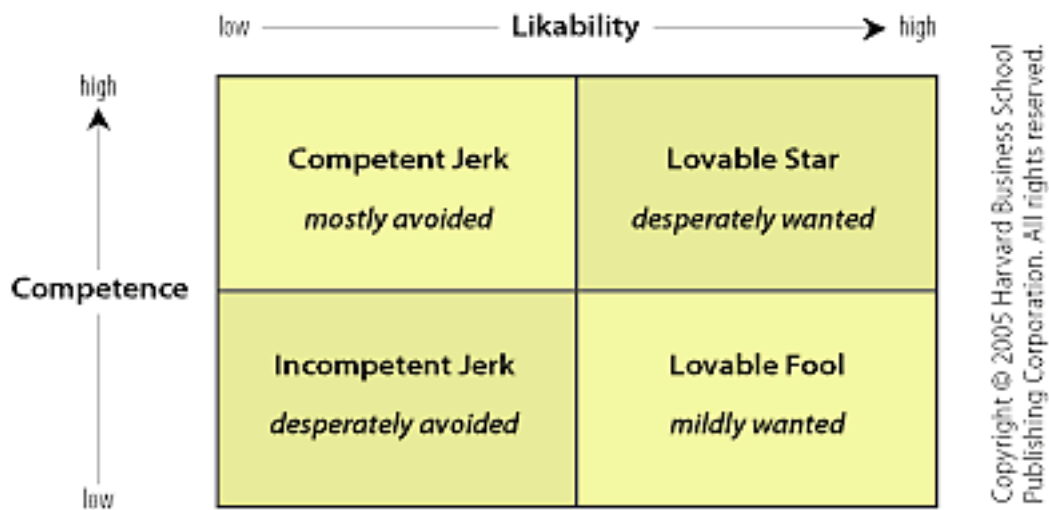 low Likability high
high
Competent Jerk Lovable Star
mostly avoided desperately wanted
Competence
Incompetent Jerk Lovable Fool
desperately avoided mildly wanted
low
Copyright © 2005 Harvard Business School
Publishing Corporation. All rights reserved.